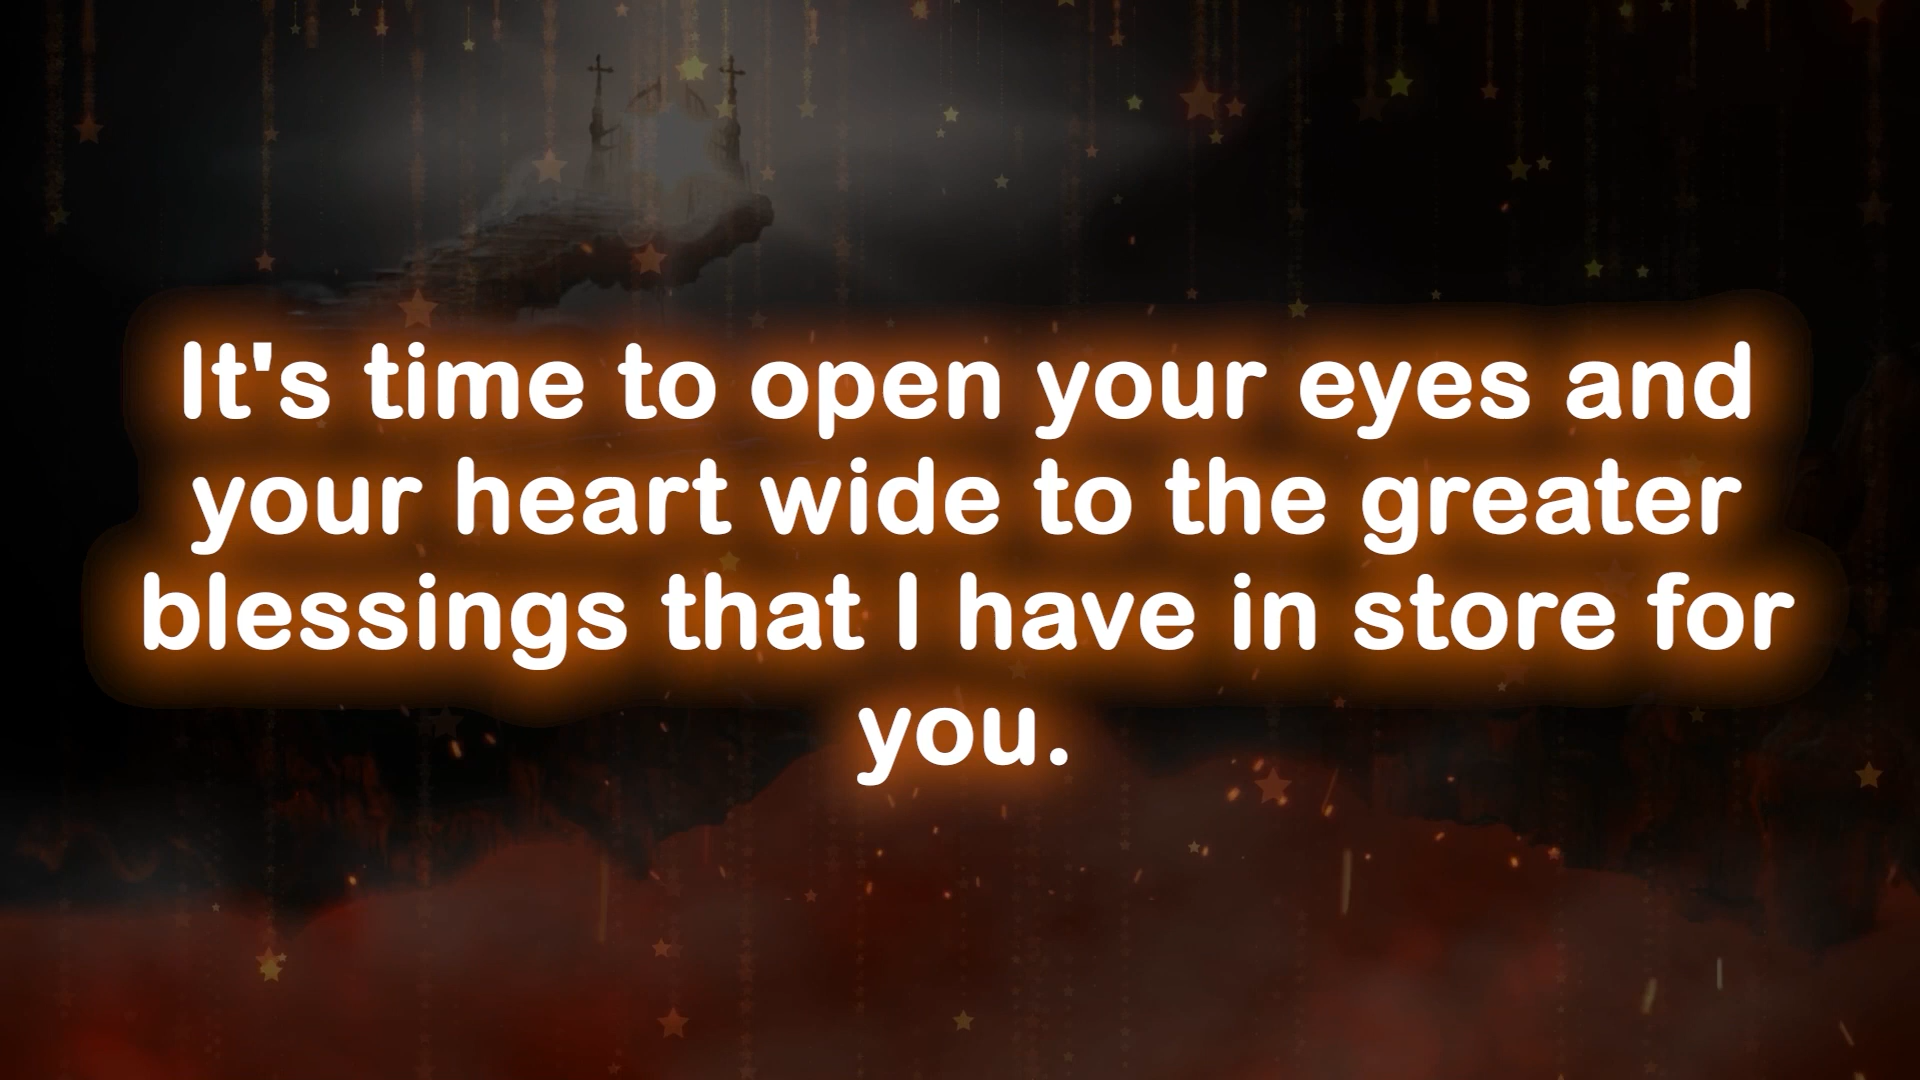 It's time to open your eyes and
your heart wide to the greater
blessings that I have in store for
you.